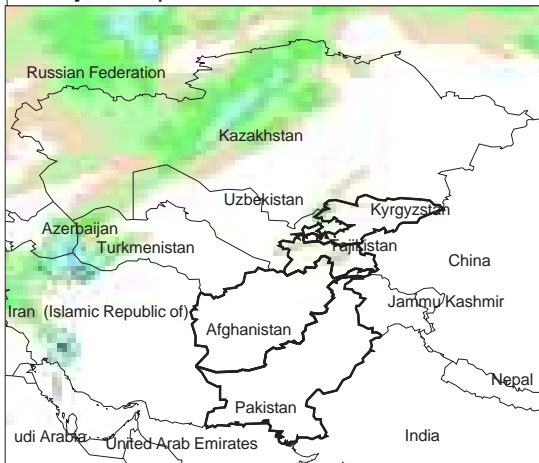 Russian Federation
Kazakhstan
Uzbekistan
Kyrgyzstan
Azerbaijan
Turkmenistan
Tajikistan
China
Iran (Islamic Republic of)
Jammu/Kashmir
Afghanistan
Nepal
Pakistan
udi Arabia
United Arab Emirates
India